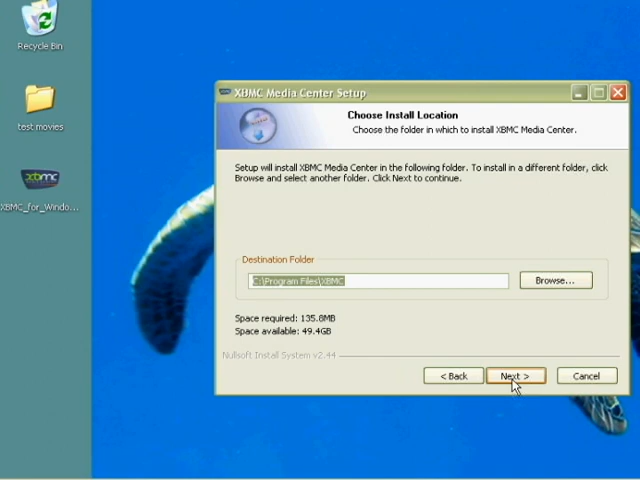 Recycle Bin
test movies
xbmc
XBMC_for_Windo...
XBMC Media Center Setup
Choose Install Location
Choose the folder in which to install XBMC Media Center.
Setup will install XBMC Media Center in the following folder. To install in a different folder, click
Browse and select another folder. Click Next to continue.
Destination Folder
C:\Program Files\XBMC
Browse...
Space required: 135.8MB
Space available: 49.4GB
Nullsoft Install System v2.44
< Back
Next >
Cancel